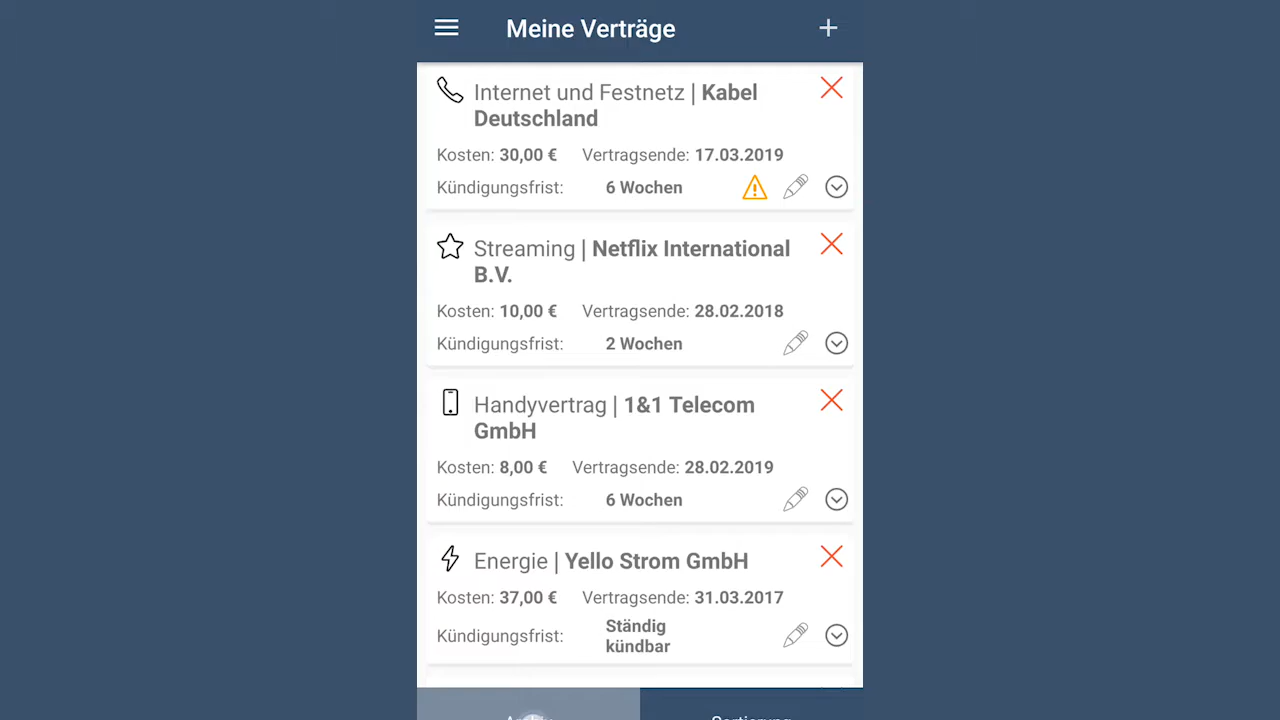 Meine Verträge
Internet und Festnetz | Kabel
Deutschland
Kosten: 30,00 € Vertragsende: 17.03.2019
Kündigungsfrist: 6 Wochen
Streaming | Netflix International
B.V.
Kosten: 10,00 € Vertragsende: 28.02.2018
Kündigungsfrist: 2 Wochen
Handyvertrag | 1&1 Telecom
GmbH
Kosten: 8,00 € Vertragsende: 28.02.2019
Kündigungsfrist: 6 Wochen
Energie | Yello Strom GmbH
Kosten: 37,00 € Vertragsende: 31.03.2017
Kündigungsfrist: Ständig
kündbar